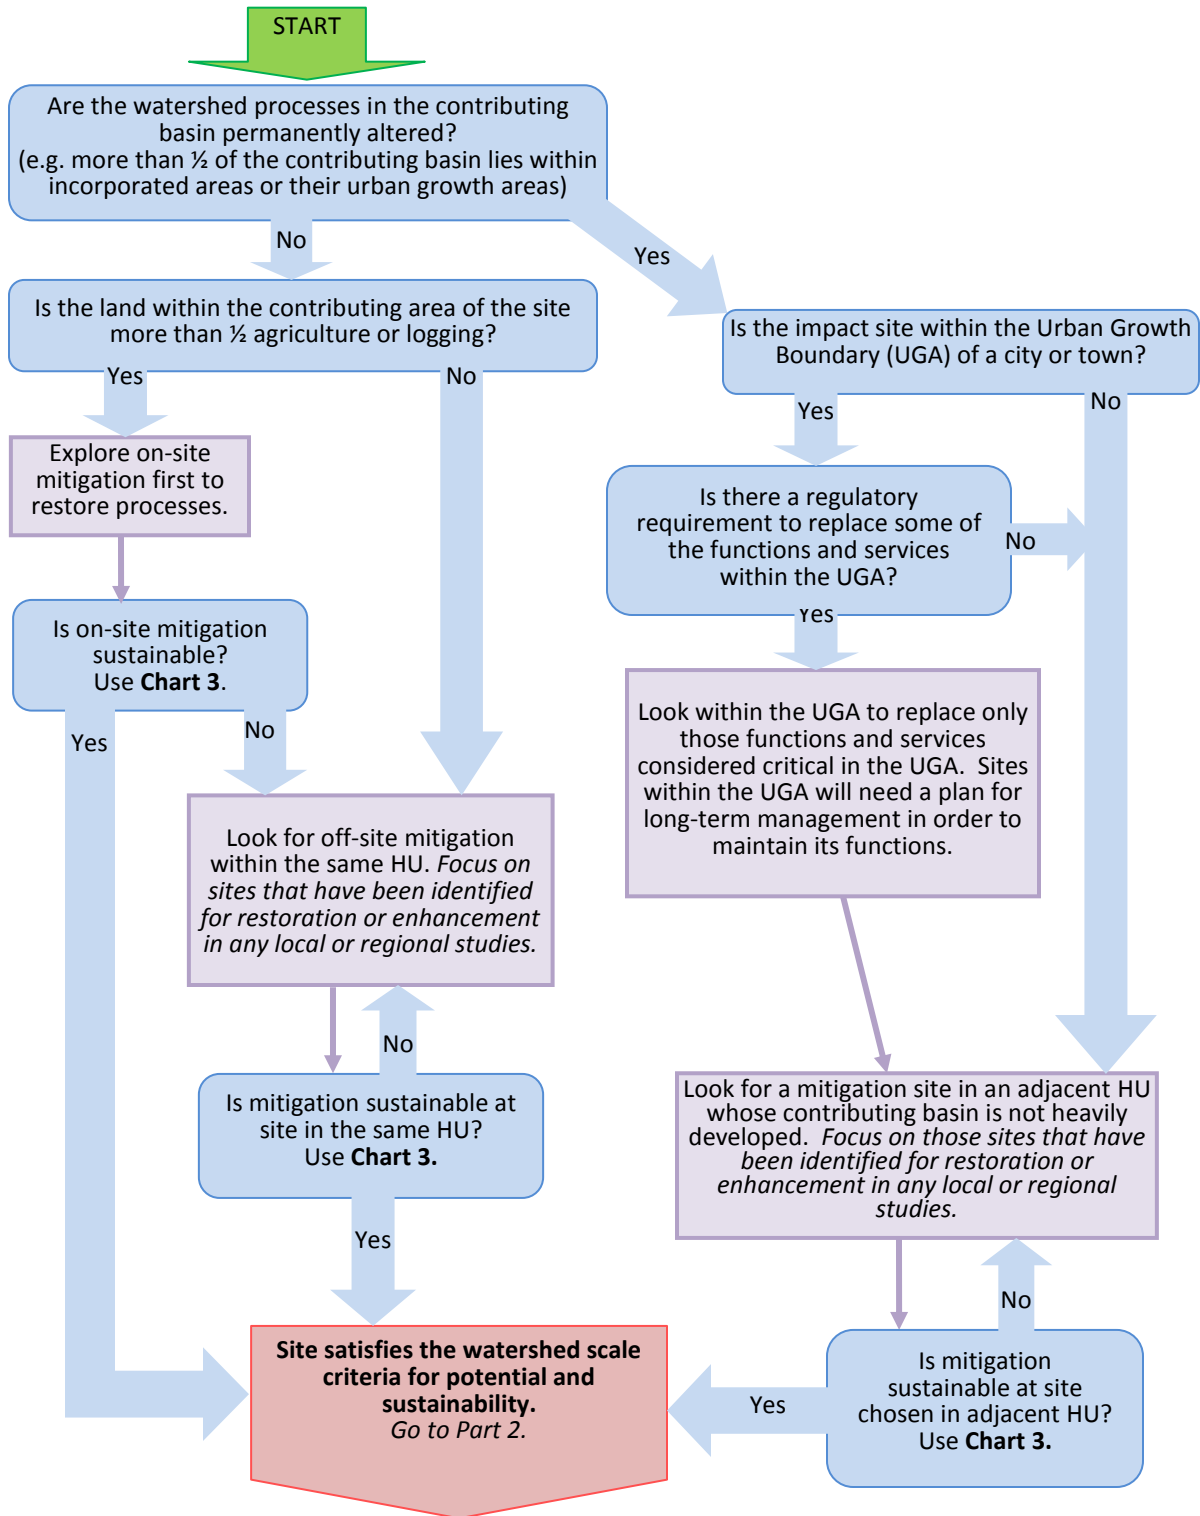 START
Are the watershed processes in the contributing
basin permanently altered?
(e.g. more than ½ of the contributing basin lies within
incorporated areas or their urban growth areas)
No
Yes
Is the land within the contributing area of the site
more than ½ agriculture or logging?
Is the impact site within the Urban Growth
Boundary (UGA) of a city or town?
Yes
No
Yes
No
Explore on-site
mitigation first to
restore processes.
Is there a regulatory
requirement to replace some of
the functions and services
within the UGA?
No
Yes
Is on-site mitigation
sustainable?
Use Chart 3.
Yes
No
Look within the UGA to replace only
those functions and services
considered critical in the UGA.  Sites
within the UGA will need a plan for
long-term management in order to
maintain its functions.
Look for off-site mitigation
within the same HU. Focus on
sites that have been identified
for restoration or enhancement
in any local or regional studies.
No
Is mitigation sustainable at
site in the same HU?
Use Chart 3.
Yes
Look for a mitigation site in an adjacent HU
whose contributing basin is not heavily
developed.  Focus on those sites that have
been identified for restoration or
enhancement in any local or regional
studies.
No
Is mitigation
sustainable at site
chosen in adjacent HU?
Use Chart 3.
Yes
Site satisfies the watershed scale
criteria for potential and
sustainability.
Go to Part 2.